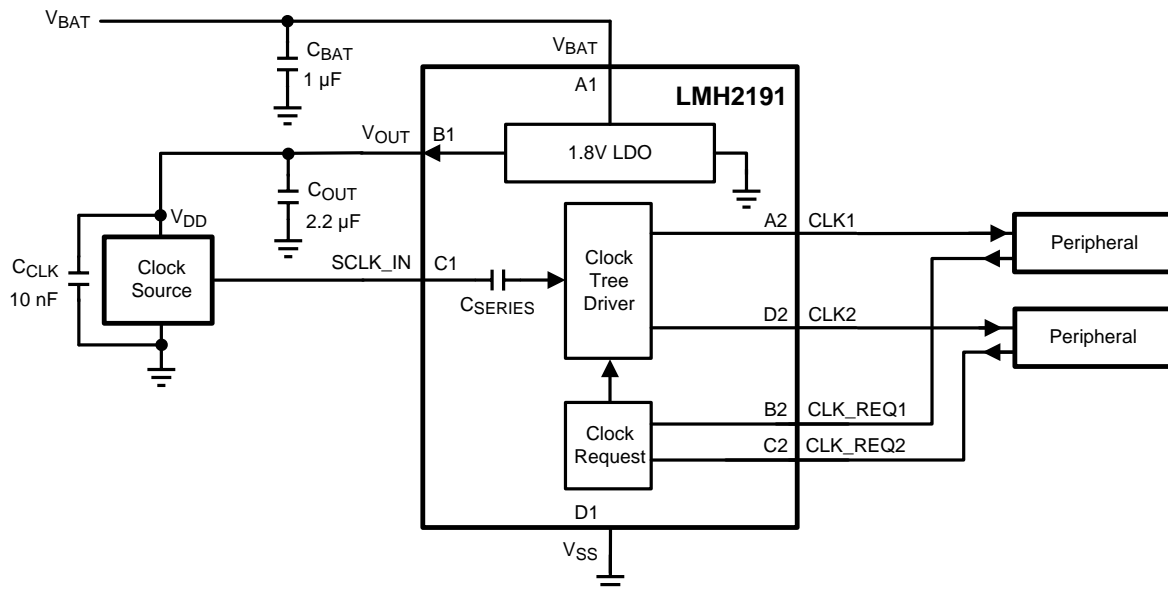 VBAT
CBAT
1 µF
VBAT
A1
LMH2191
VOUT
B1
1.8V LDO
COUT
2.2 µF
VDD
CCLK
10 nF
Clock
Source
SCLK_IN
C1
CSERIES
Clock
Tree
Driver
A2
CLK1
Peripheral
D2
CLK2
Peripheral
Clock
Request
B2
CLK_REQ1
C2
CLK_REQ2
D1
VSS